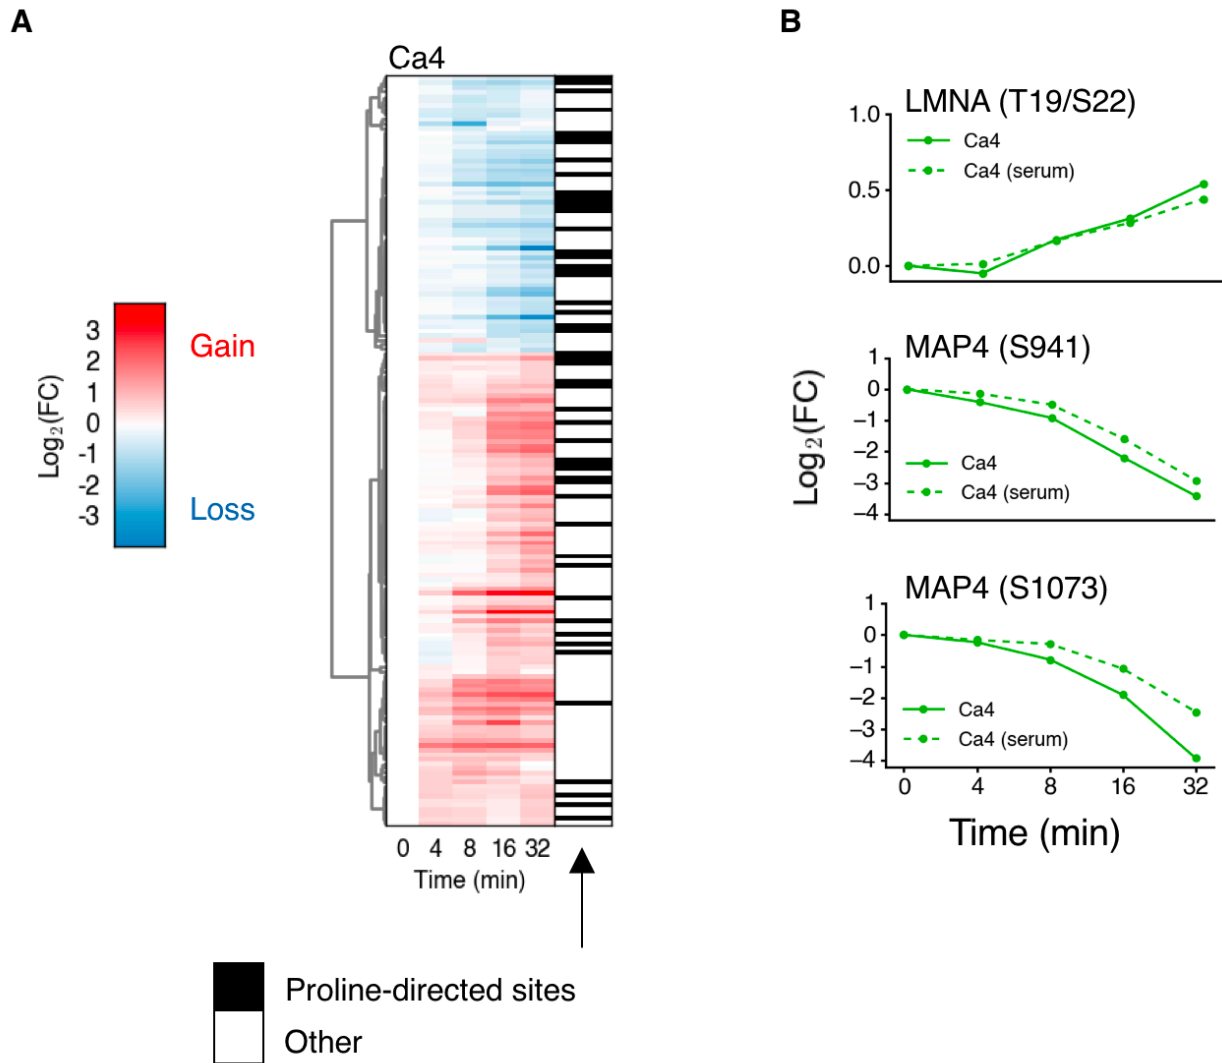 A
Ca4
3
2
1
0
-1
-2
-3
Log₂(FC)
Gain
Loss
0 4 8 16 32
Time (min)
Proline-directed sites
Other
B
LMNA (T19/S22)
1.0
0.5
0.0
Ca4
Ca4 (serum)
MAP4 (S941)
1
0
−1
−2
−3
−4
Ca4
Ca4 (serum)
Log₂(FC)
MAP4 (S1073)
1
0
−1
−2
−3
−4
Ca4
Ca4 (serum)
0 4 8 16 32
Time (min)